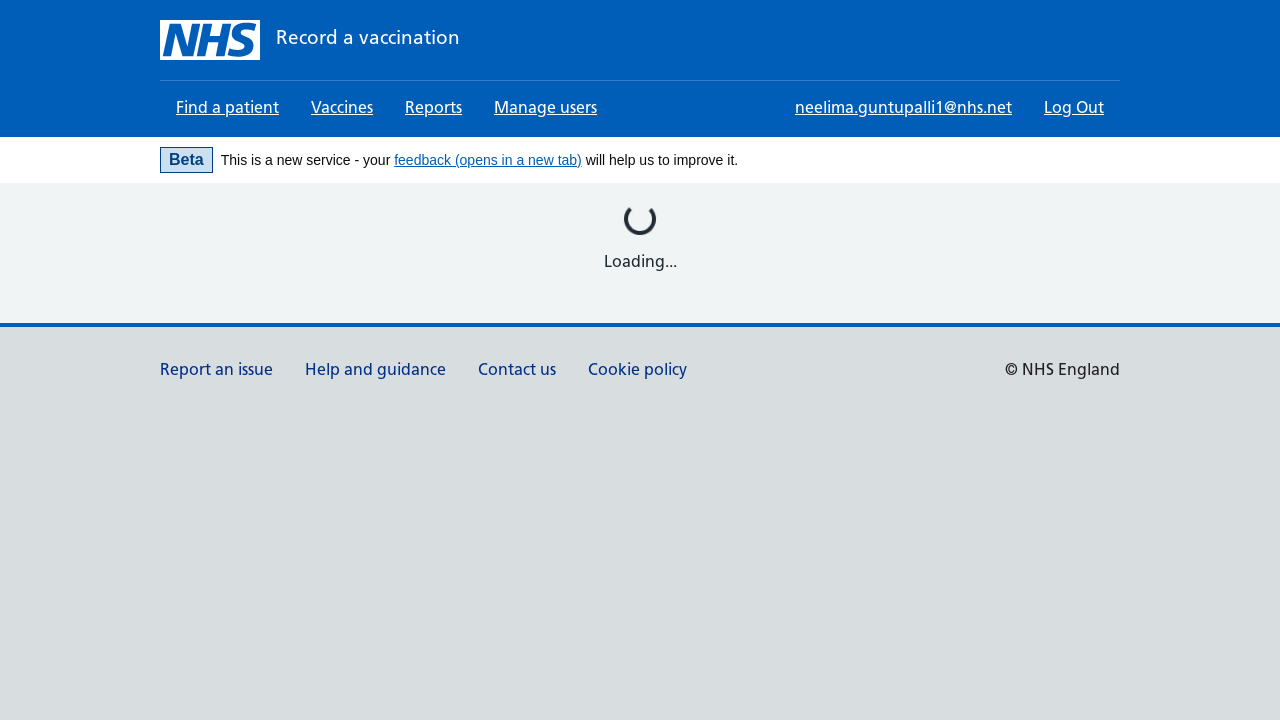 NHS Record a vaccination
Find a patient Vaccines Reports Manage users neelima.guntupalli1@nhs.net Log Out
Beta This is a new service - your feedback (opens in a new tab) will help us to improve it.
Loading...
Report an issue Help and guidance Contact us Cookie policy © NHS England